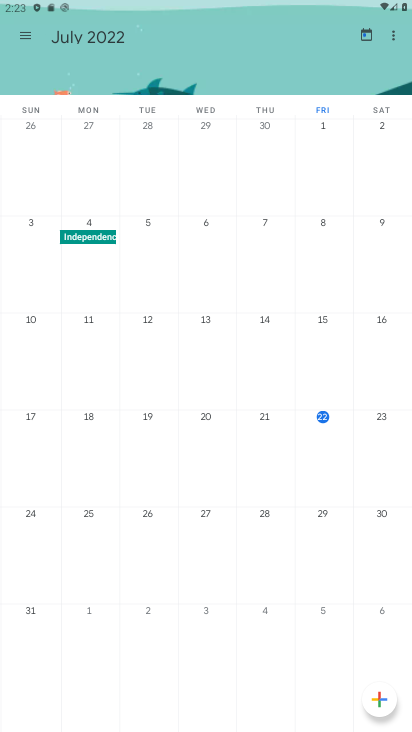 2:23
July 2022
SUN MON TUE WED THU FRI SAT
26 27 28 29 30 1 2
3 4 5 6 7 8 9
Independenc
10 11 12 13 14 15 16
17 18 19 20 21 22 23
24 25 26 27 28 29 30
31 1 2 3 4 5 6